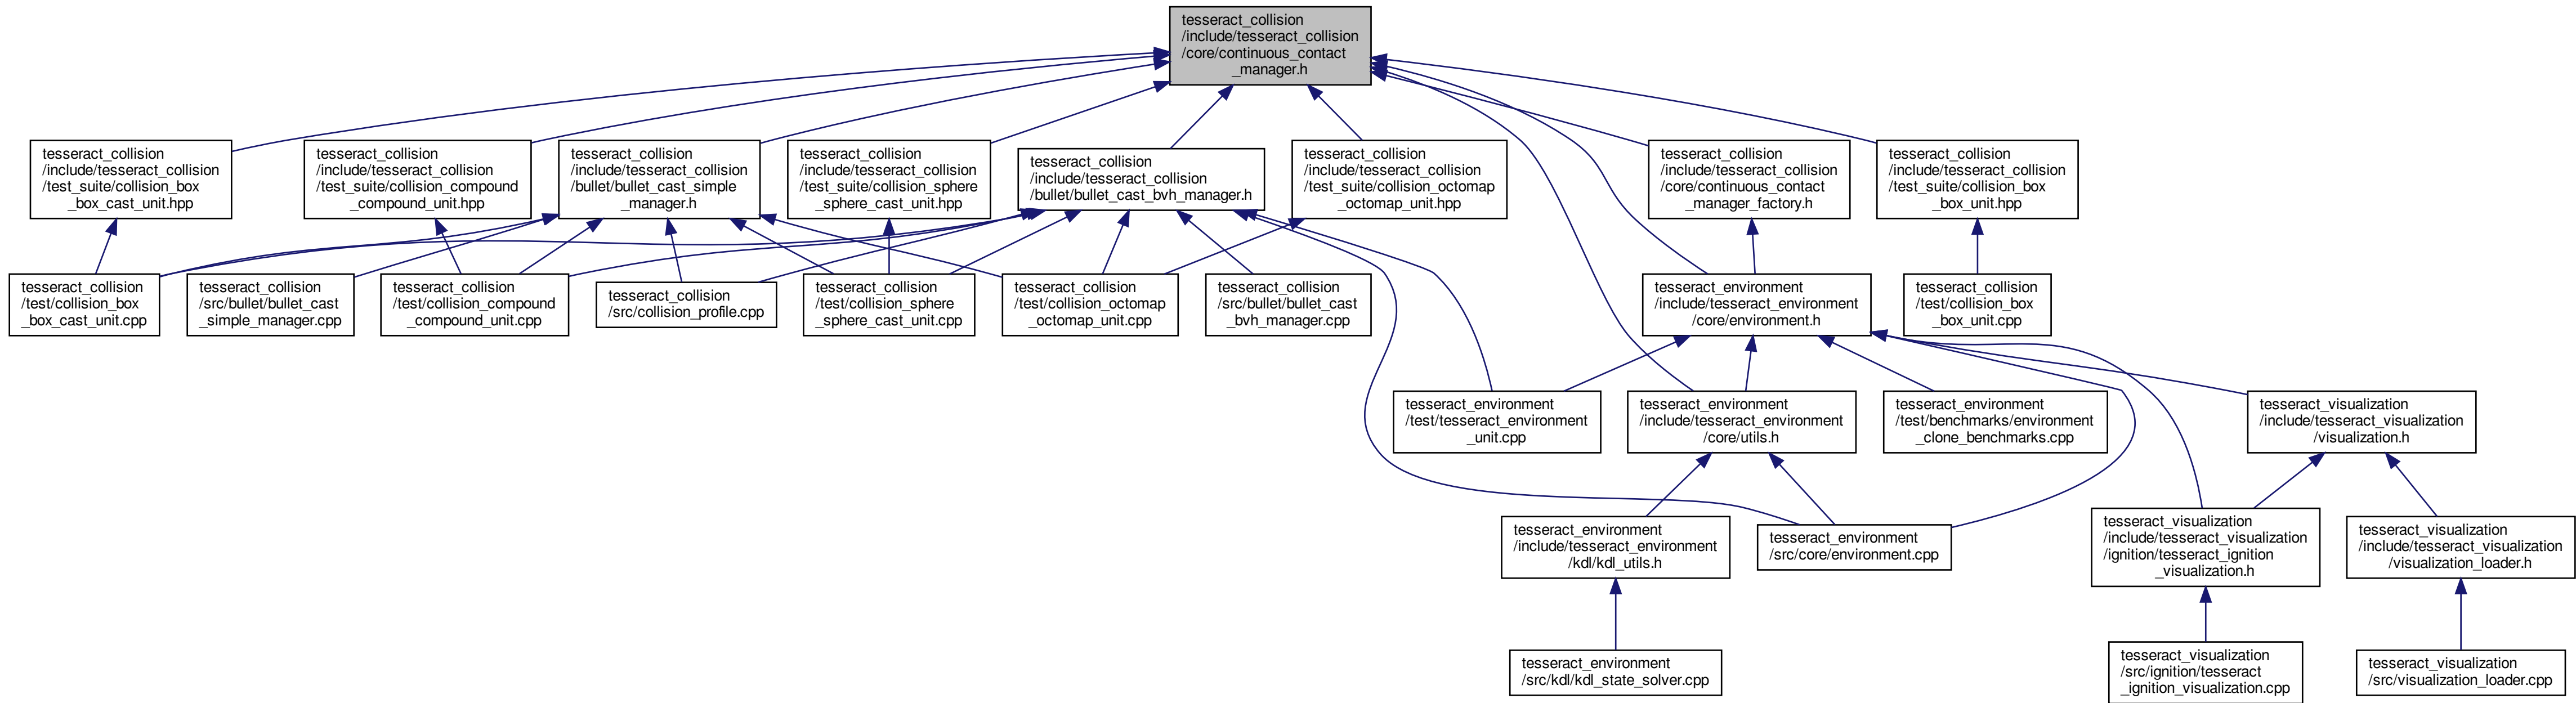 tesseract_collision
/include/tesseract_collision
/core/continuous_contact
_manager.h
tesseract_collision
/include/tesseract_collision
/test_suite/collision_box
_box_cast_unit.hpp
tesseract_collision
/include/tesseract_collision
/test_suite/collision_compound
_compound_unit.hpp
tesseract_collision
/include/tesseract_collision
/bullet/bullet_cast_simple
_manager.h
tesseract_collision
/include/tesseract_collision
/test_suite/collision_sphere
_sphere_cast_unit.hpp
tesseract_collision
/include/tesseract_collision
/bullet/bullet_cast_bvh_manager.h
tesseract_collision
/include/tesseract_collision
/test_suite/collision_octomap
_octomap_unit.hpp
tesseract_collision
/include/tesseract_collision
/core/continuous_contact
_manager_factory.h
tesseract_collision
/include/tesseract_collision
/test_suite/collision_box
_box_unit.hpp
tesseract_collision
/test/collision_box
_box_cast_unit.cpp
tesseract_collision
/src/bullet/bullet_cast
_simple_manager.cpp
tesseract_collision
/test/collision_compound
_compound_unit.cpp
tesseract_collision
/src/collision_profile.cpp
tesseract_collision
/test/collision_sphere
_sphere_cast_unit.cpp
tesseract_collision
/test/collision_octomap
_octomap_unit.cpp
tesseract_collision
/src/bullet/bullet_cast
_bvh_manager.cpp
tesseract_environment
/include/tesseract_environment
/core/environment.h
tesseract_collision
/test/collision_box
_box_unit.cpp
tesseract_environment
/test/tesseract_environment
_unit.cpp
tesseract_environment
/include/tesseract_environment
/core/utils.h
tesseract_environment
/test/benchmarks/environment
_clone_benchmarks.cpp
tesseract_visualization
/include/tesseract_visualization
/visualization.h
tesseract_environment
/include/tesseract_environment
/kdl/kdl_utils.h
tesseract_environment
/src/core/environment.cpp
tesseract_visualization
/include/tesseract_visualization
/ignition/tesseract_ignition
_visualization.h
tesseract_visualization
/include/tesseract_visualization
/visualization_loader.h
tesseract_environment
/src/kdl/kdl_state_solver.cpp
tesseract_visualization
/src/ignition/tesseract
_ignition_visualization.cpp
tesseract_visualization
/src/visualization_loader.cpp